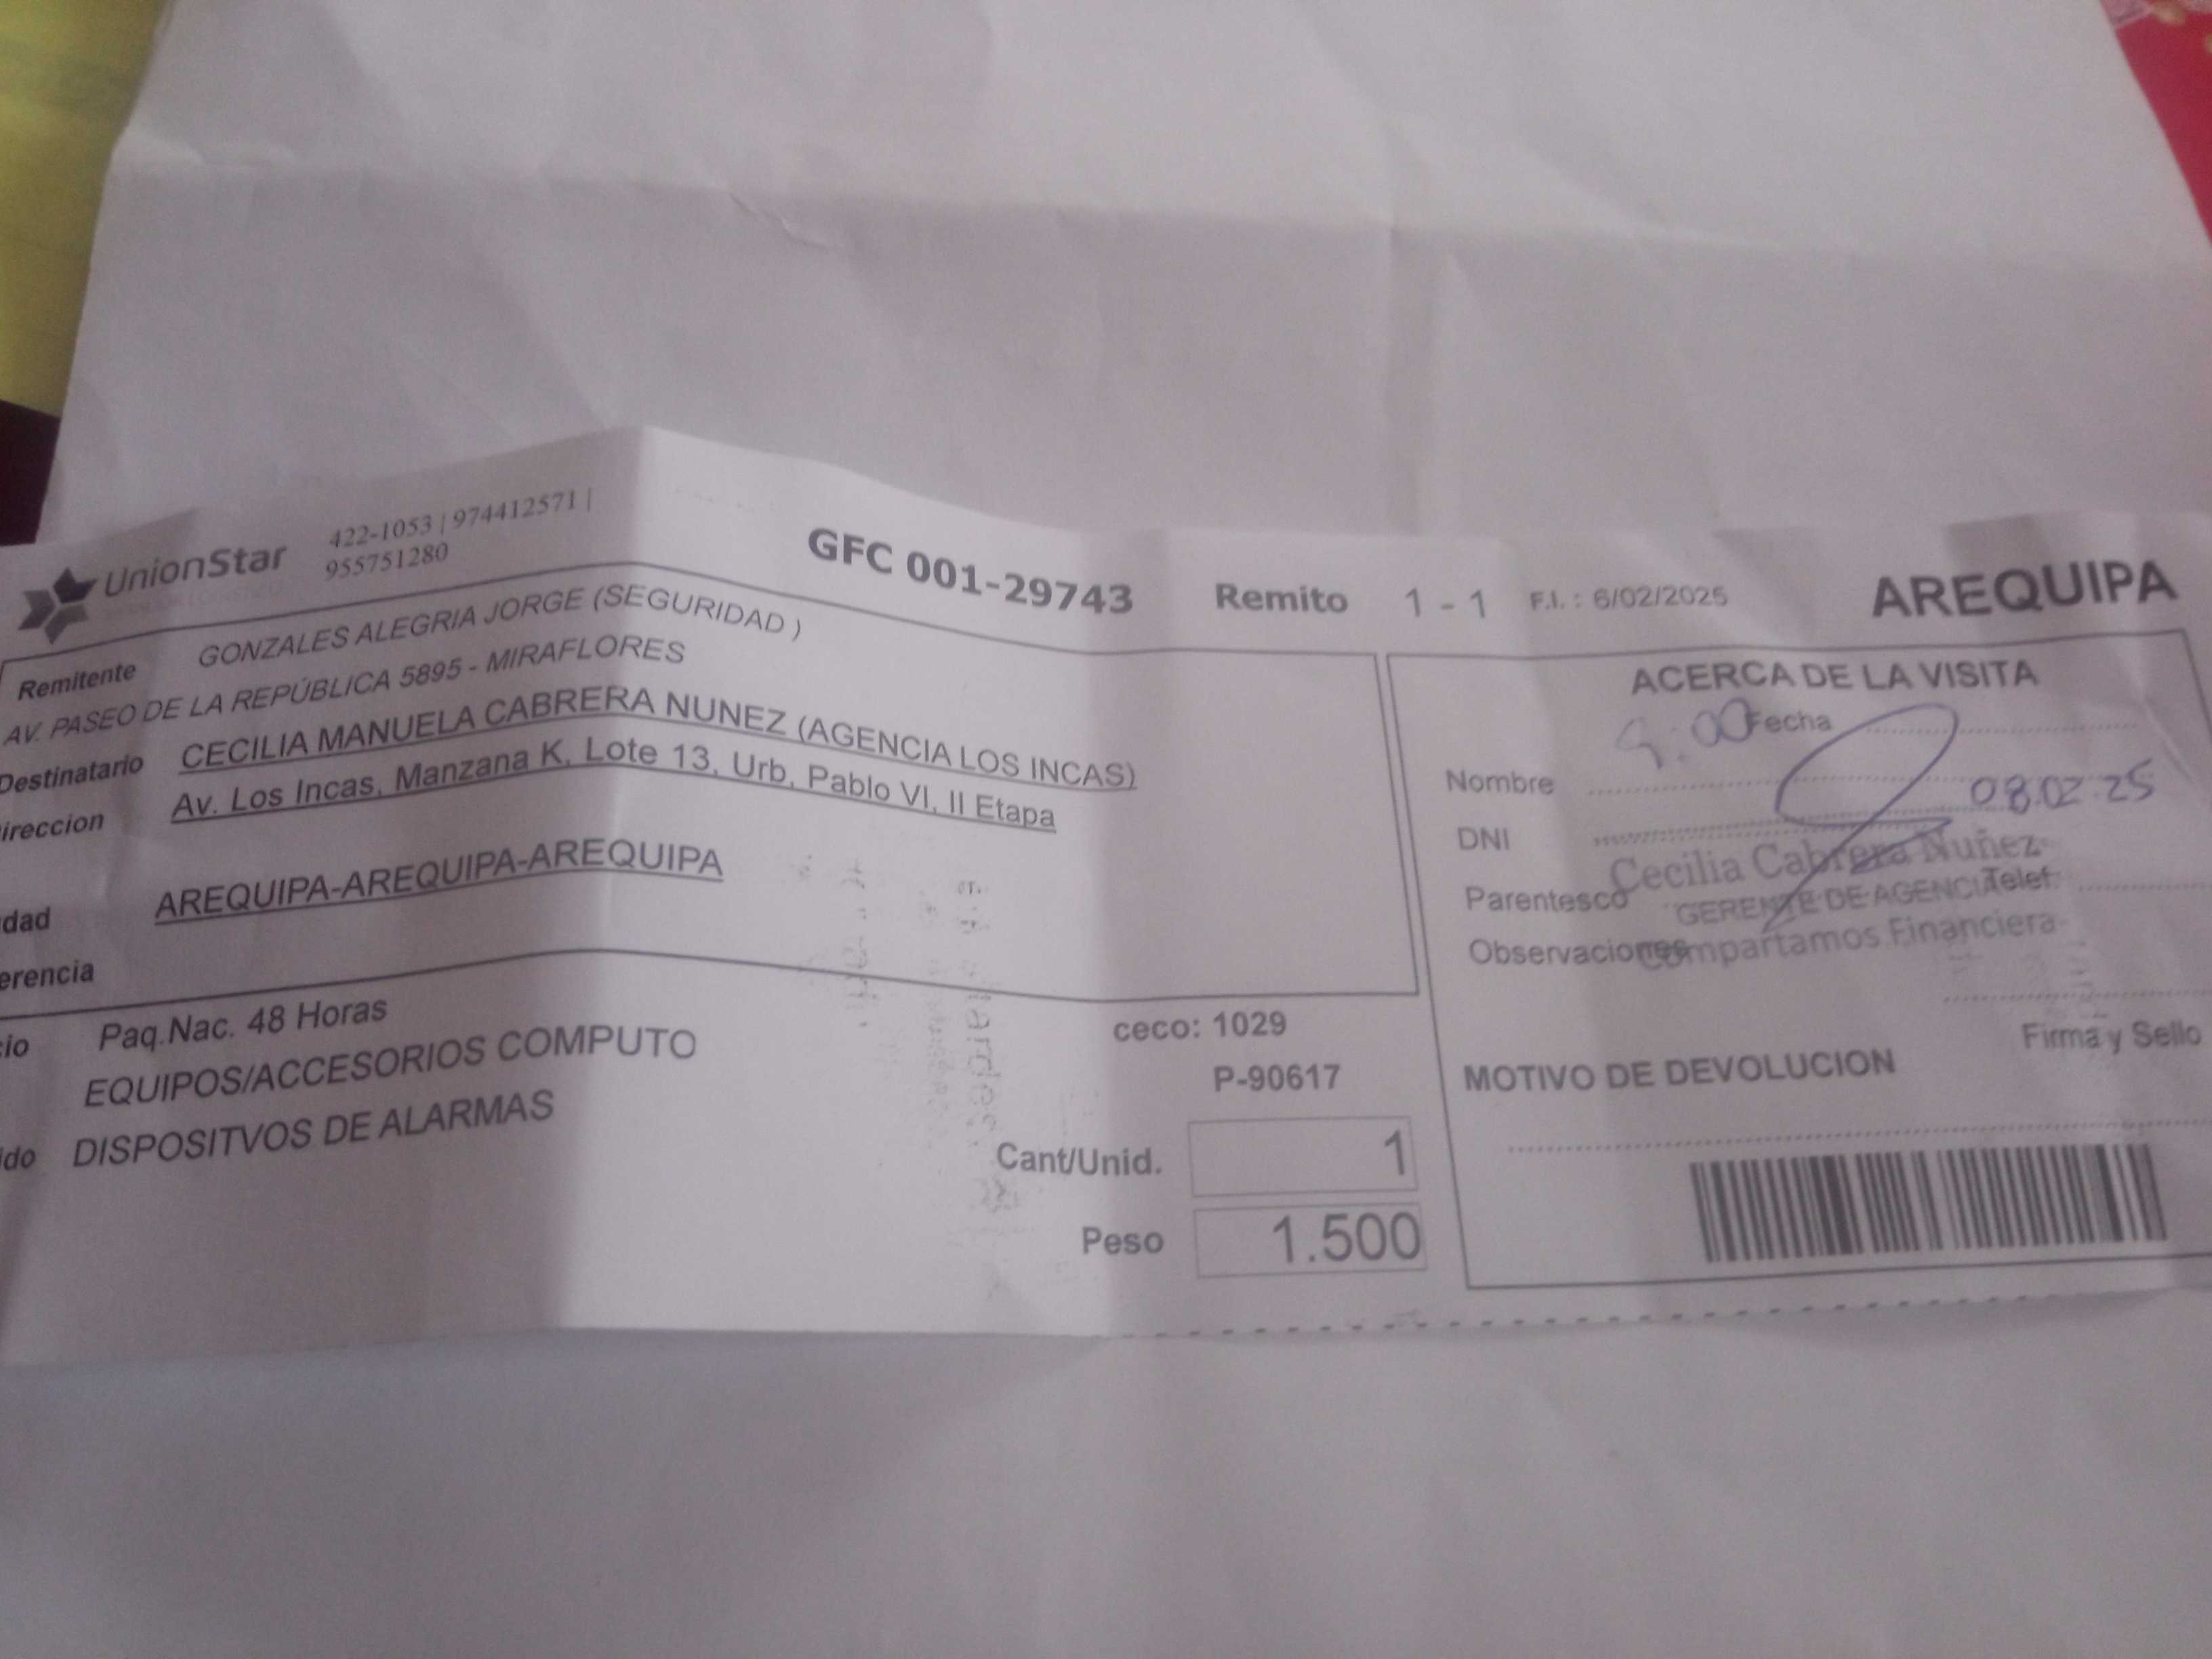 UnionStar
422-1053 | 974412571 |
955751280
GFC 001-29743 Remito 1 - 1 F.I. : 6/02/2025 AREQUIPA
Remitente GONZALES ALEGRIA JORGE (SEGURIDAD )
AV. PASEO DE LA REPÚBLICA 5895 - MIRAFLORES
Destinatario CECILIA MANUELA CABRERA NUNEZ (AGENCIA LOS INCAS)
ireccion Av. Los Incas, Manzana K, Lote 13, Urb, Pablo VI, II Etapa
dad AREQUIPA-AREQUIPA-AREQUIPA
erencia
cio Paq.Nac. 48 Horas
EQUIPOS/ACCESORIOS COMPUTO
ido DISPOSITVOS DE ALARMAS
ceco: 1029
P-90617
Cant/Unid. 1
Peso 1.500
ACERCA DE LA VISITA
9:00 Fecha
Nombre
08.02.25
DNI
Cecilia Cabrera Nuñez
Parentesco GERENTE DE AGENCIA Telef.
Observaciones Compartamos Financiera
Firma y Sello
MOTIVO DE DEVOLUCION